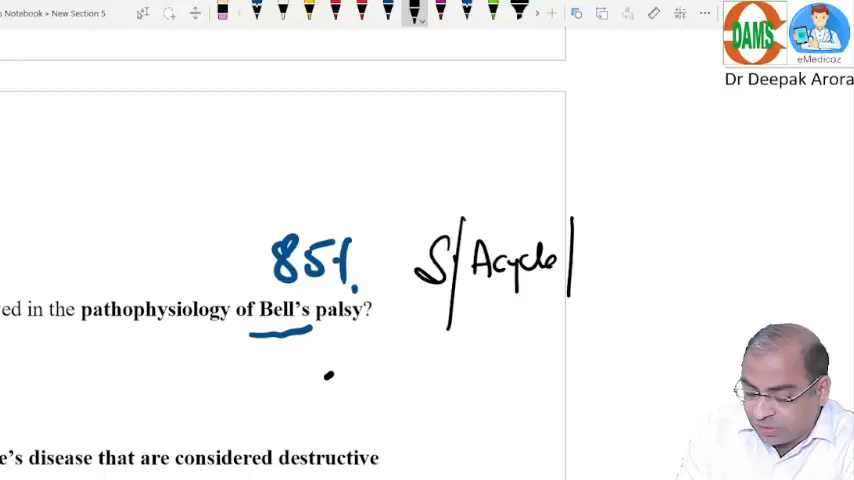 s Notebook » New Section 5
DAMS
eMedicoz
Dr Deepak Arora
85%
S/ Acyclo/
ved in the pathophysiology of Bell's palsy?
e's disease that are considered destructive